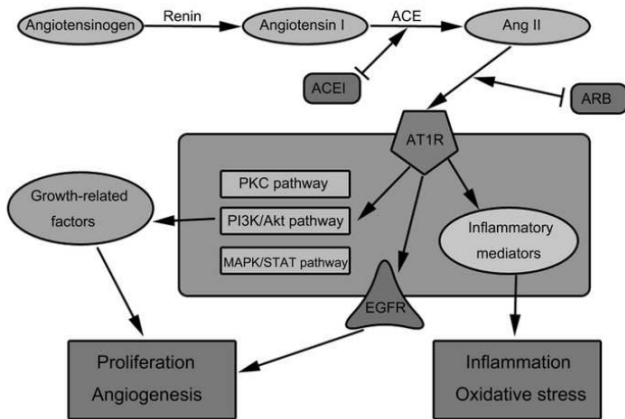 Angiotensinogen
Renin
Angiotensin I
ACE
Ang II
ACEI
ARB
AT1R
PKC pathway
Growth-related
factors
PI3K/Akt pathway
Inflammatory
mediators
MAPK/STAT pathway
EGFR
Proliferation
Angiogenesis
Inflammation
Oxidative stress